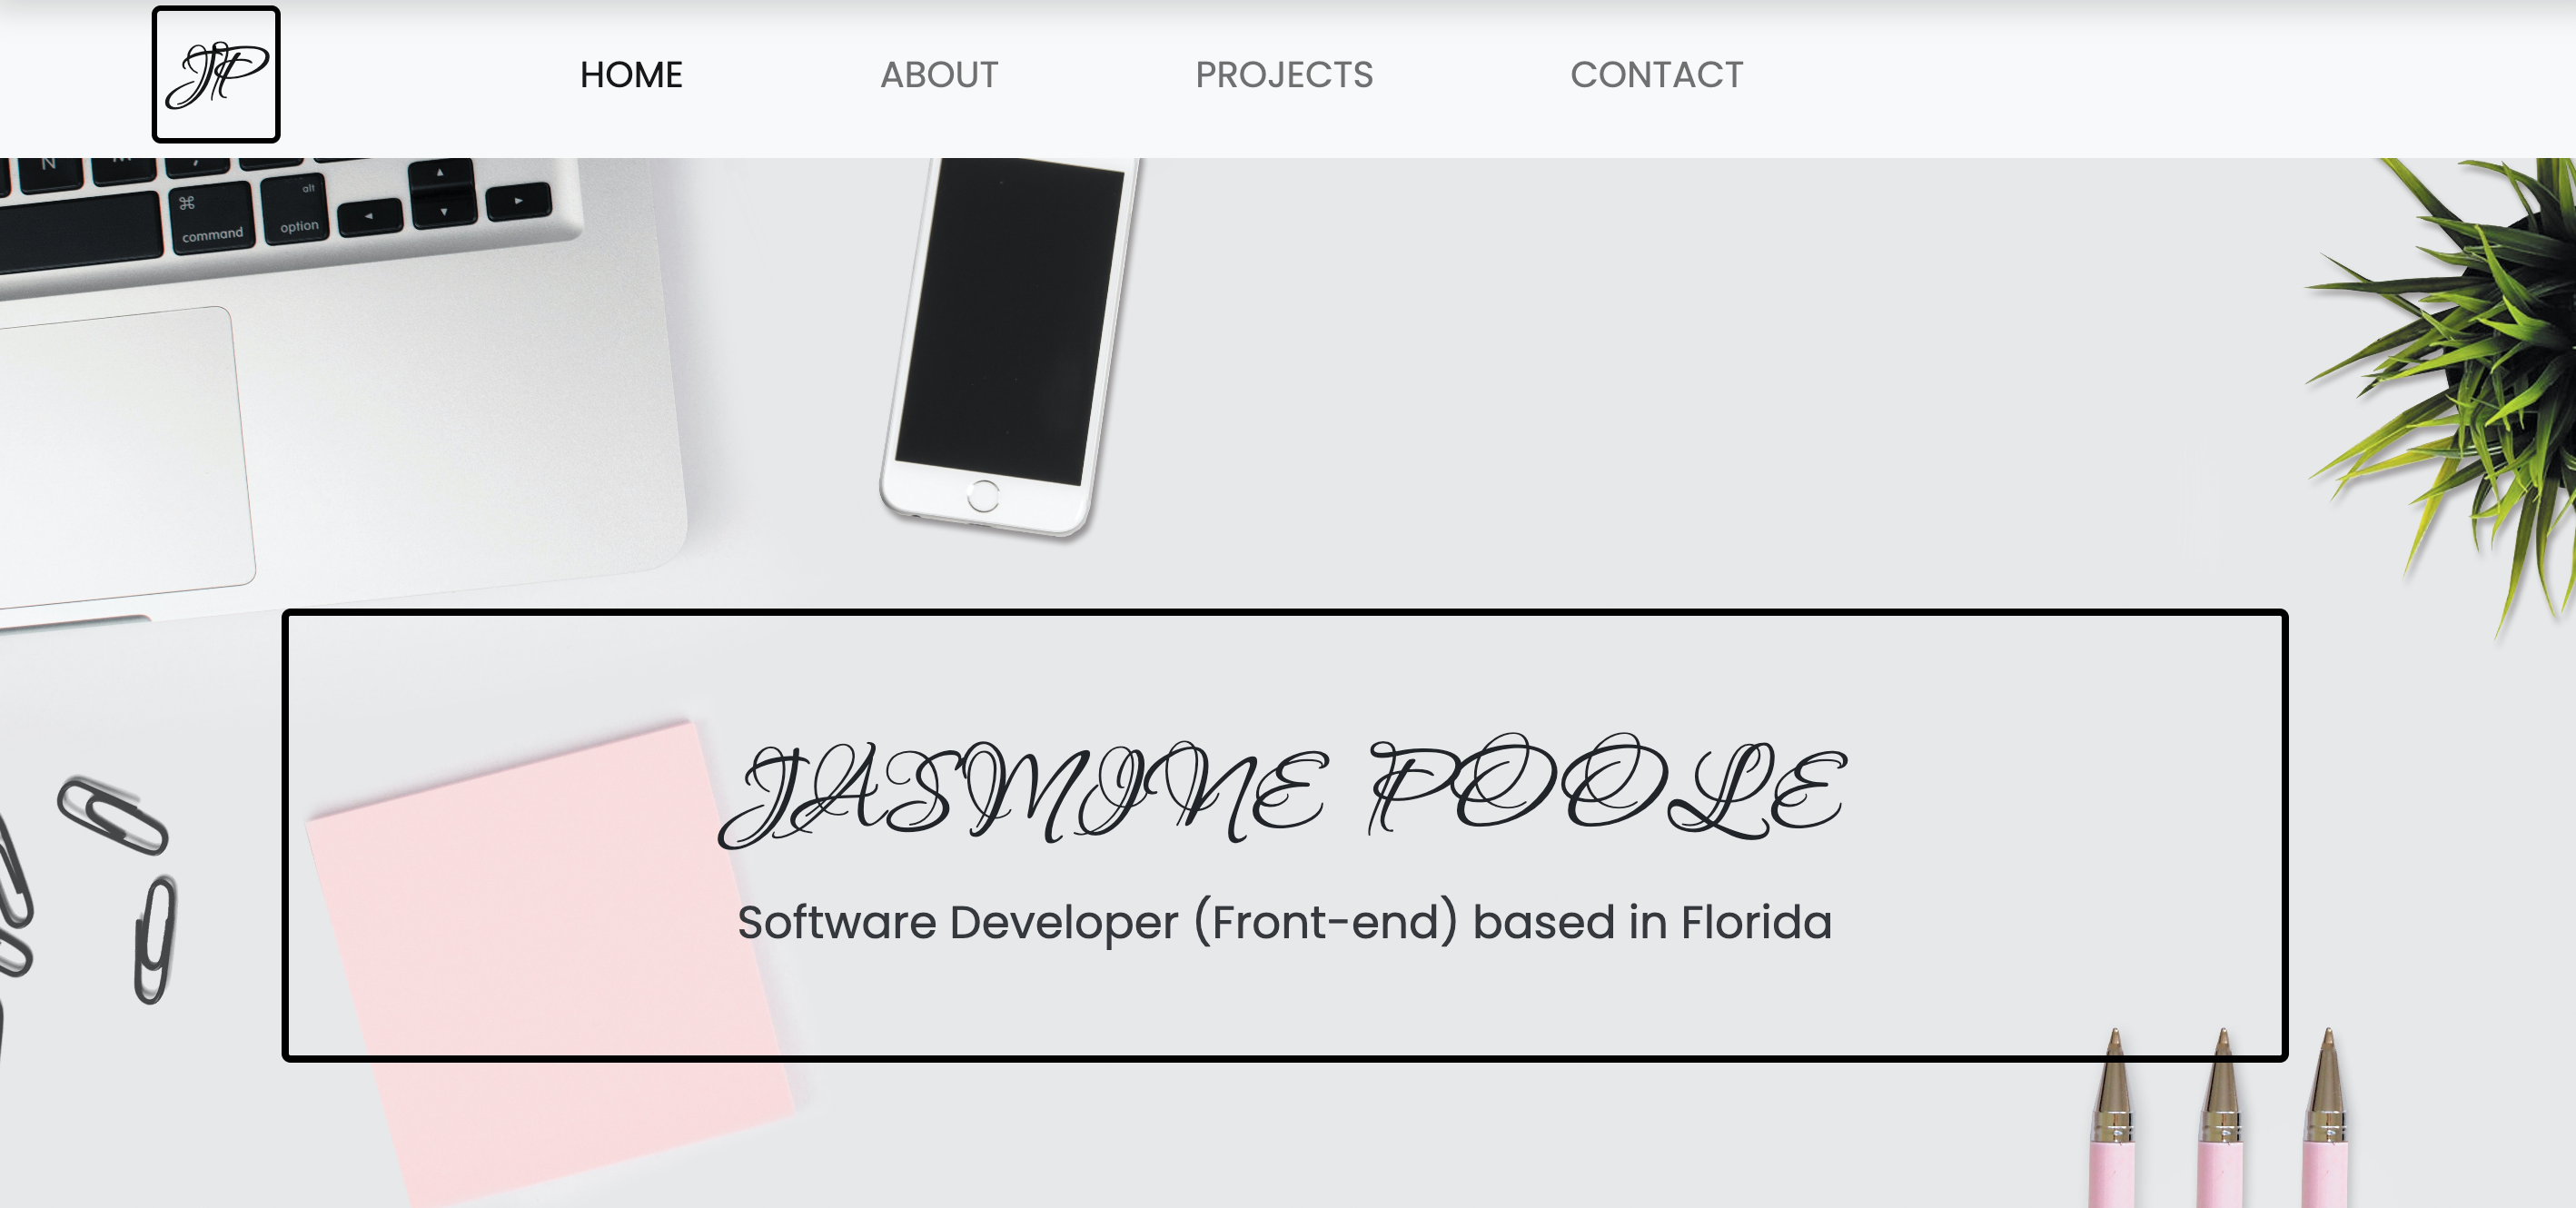 JP
HOME
ABOUT
PROJECTS
CONTACT
N
alt
⌘
command
option
JASMINE POOLE
Software Developer (Front-end) based in Florida